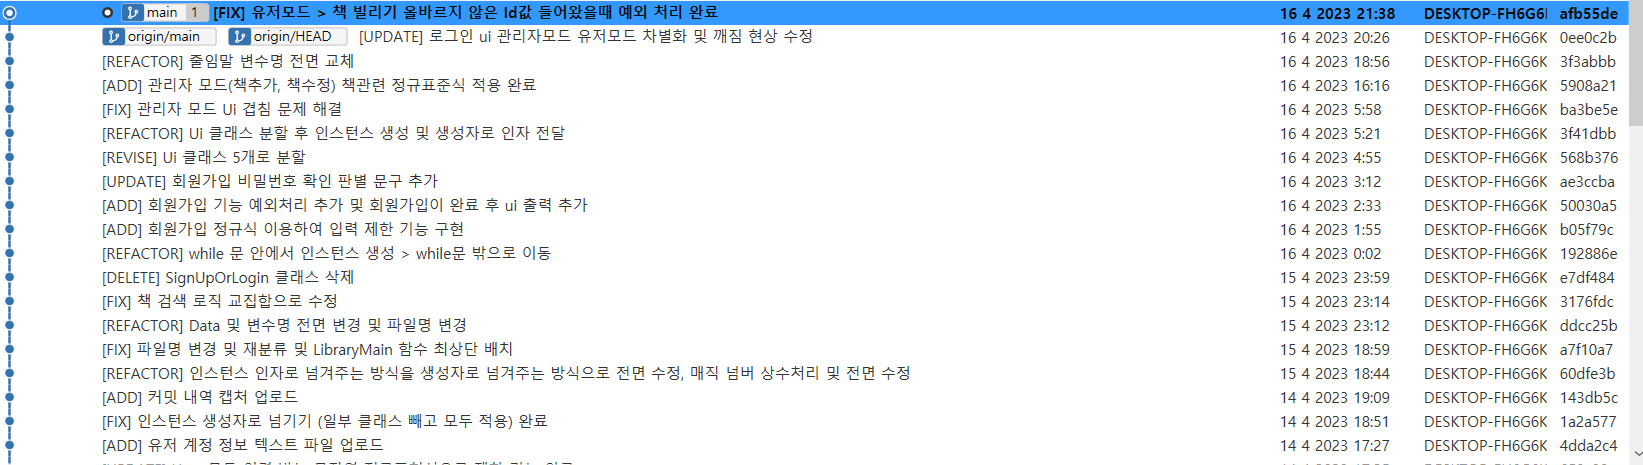 main 1 [FIX] 유저모드 > 책 빌리기 올바르지 않은 Id값 들어왔을때 예외 처리 완료 16 4 2023 21:38 DESKTOP-FH6G6I afb55de
origin/main origin/HEAD [UPDATE] 로그인 ui 관리자모드 유저모드 차별화 및 깨짐 현상 수정 16 4 2023 20:26 DESKTOP-FH6G6K 0ee0c2b
[REFACTOR] 줄임말 변수명 전면 교체 16 4 2023 18:56 DESKTOP-FH6G6K 3f3abbb
[ADD] 관리자 모드(책추가, 책수정) 책관련 정규표준식 적용 완료 16 4 2023 16:16 DESKTOP-FH6G6K 5908a21
[FIX] 관리자 모드 Ui 겹침 문제 해결 16 4 2023 5:58 DESKTOP-FH6G6K ba3be5e
[REFACTOR] Ui 클래스 분할 후 인스턴스 생성 및 생성자로 인자 전달 16 4 2023 5:21 DESKTOP-FH6G6K 3f41dbb
[REVISE] Ui 클래스 5개로 분할 16 4 2023 4:55 DESKTOP-FH6G6K 568b376
[UPDATE] 회원가입 비밀번호 확인 판별 문구 추가 16 4 2023 3:12 DESKTOP-FH6G6K ae3ccba
[ADD] 회원가입 기능 예외처리 추가 및 회원가입이 완료 후 ui 출력 추가 16 4 2023 2:33 DESKTOP-FH6G6K 50030a5
[ADD] 회원가입 정규식 이용하여 입력 제한 기능 구현 16 4 2023 1:55 DESKTOP-FH6G6K b05f79c
[REFACTOR] while 문 안에서 인스턴스 생성 > while문 밖으로 이동 16 4 2023 0:02 DESKTOP-FH6G6K 192886e
[DELETE] SignUpOrLogin 클래스 삭제 15 4 2023 23:59 DESKTOP-FH6G6K e7df484
[FIX] 책 검색 로직 교집합으로 수정 15 4 2023 23:14 DESKTOP-FH6G6K 3176fdc
[REFACTOR] Data 및 변수명 전면 변경 및 파일명 변경 15 4 2023 23:12 DESKTOP-FH6G6K ddcc25b
[FIX] 파일명 변경 및 재분류 및 LibraryMain 함수 최상단 배치 15 4 2023 18:59 DESKTOP-FH6G6K a7f10a7
[REFACTOR] 인스턴스 인자로 넘겨주는 방식을 생성자로 넘겨주는 방식으로 전면 수정, 매직 넘버 상수처리 및 전면 수정 15 4 2023 18:44 DESKTOP-FH6G6K 60dfe3b
[ADD] 커밋 내역 캡처 업로드 14 4 2023 19:09 DESKTOP-FH6G6K 143db5c
[FIX] 인스턴스 생성자로 넘기기 (일부 클래스 빼고 모두 적용) 완료 14 4 2023 18:51 DESKTOP-FH6G6K 1a2a577
[ADD] 유저 계정 정보 텍스트 파일 업로드 14 4 2023 17:27 DESKTOP-FH6G6K 4dda2c4